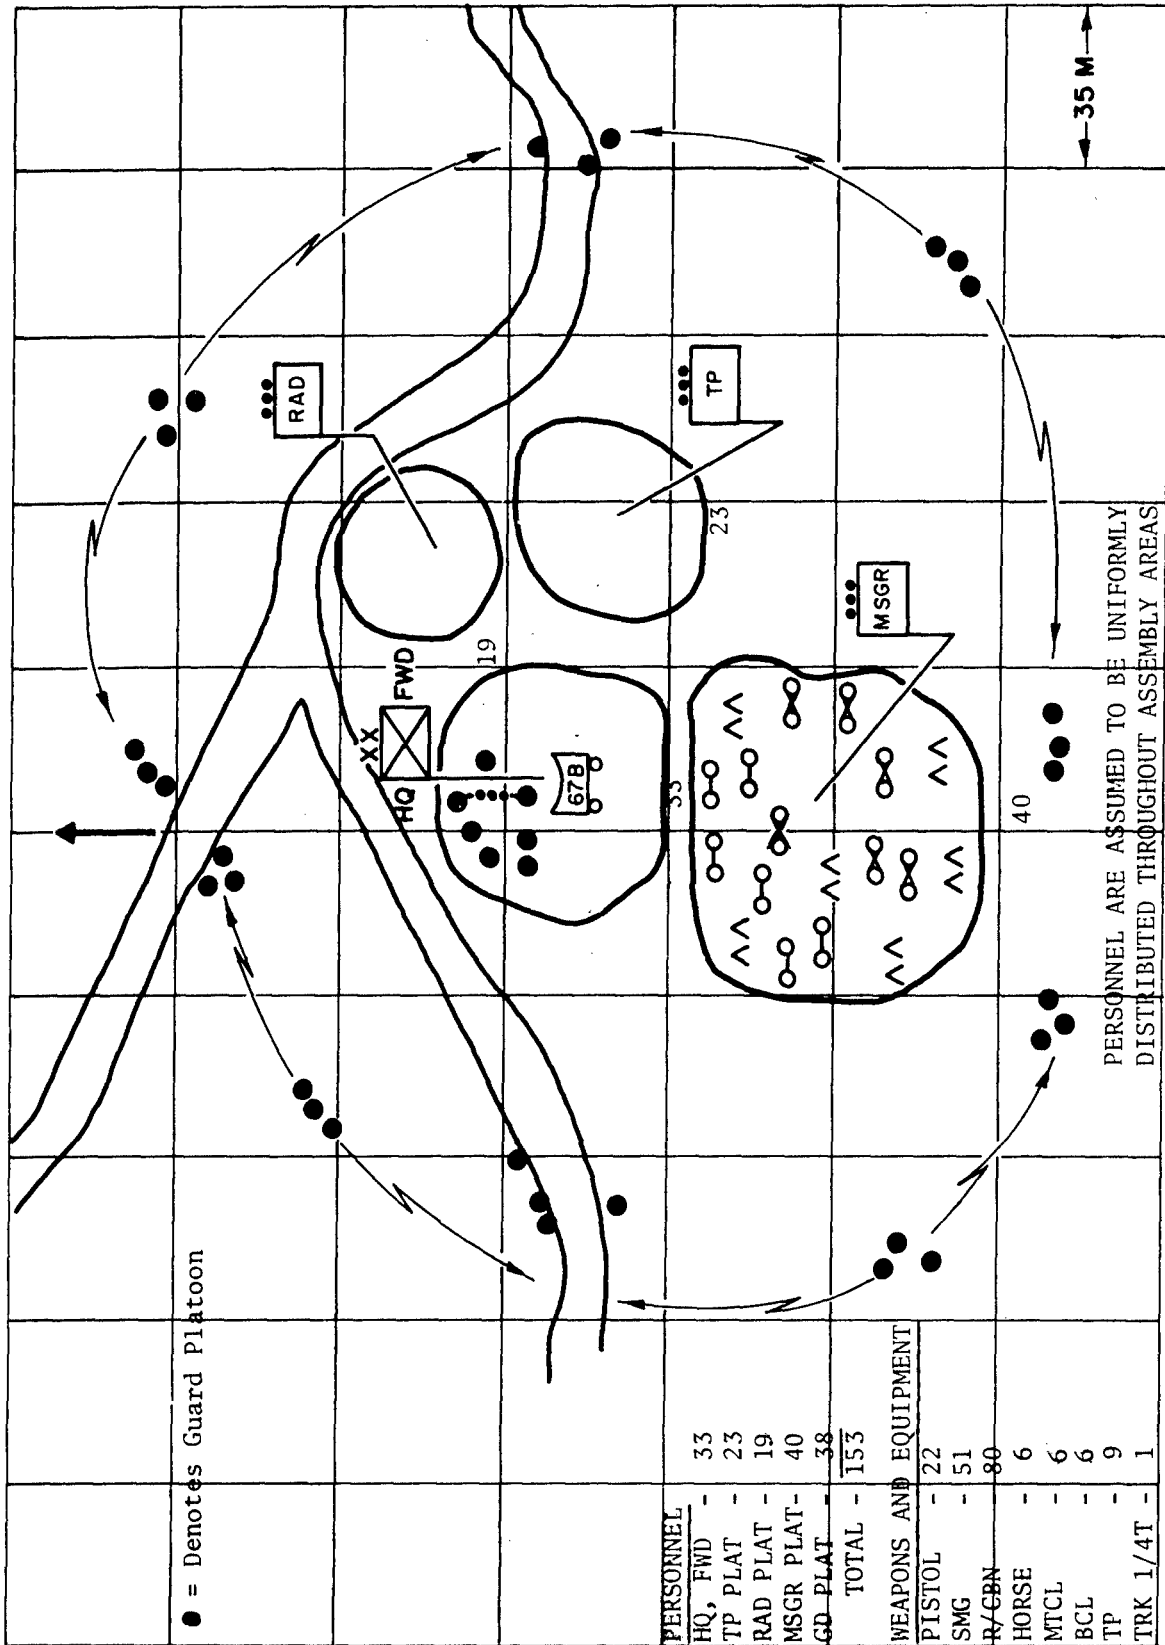 ● = Denotes Guard Platoon
RAD
TP
MSGR
XX
HQ
FWD
67B
19
23
33
40
35 M
PERSONNEL ARE ASSUMED TO BE UNIFORMLY
DISTRIBUTED THROUGHOUT ASSEMBLY AREAS
PERSONNEL
HQ, FWD - 33
TP PLAT - 23
RAD PLAT - 19
MSGR PLAT- 40
GD PLAT - 38
TOTAL - 153
WEAPONS AND EQUIPMENT
PISTOL - 22
SMG - 51
R/CBN - 80
HORSE - 6
MTCL - 6
BCL - 6
TP - 9
TRK 1/4T - 1